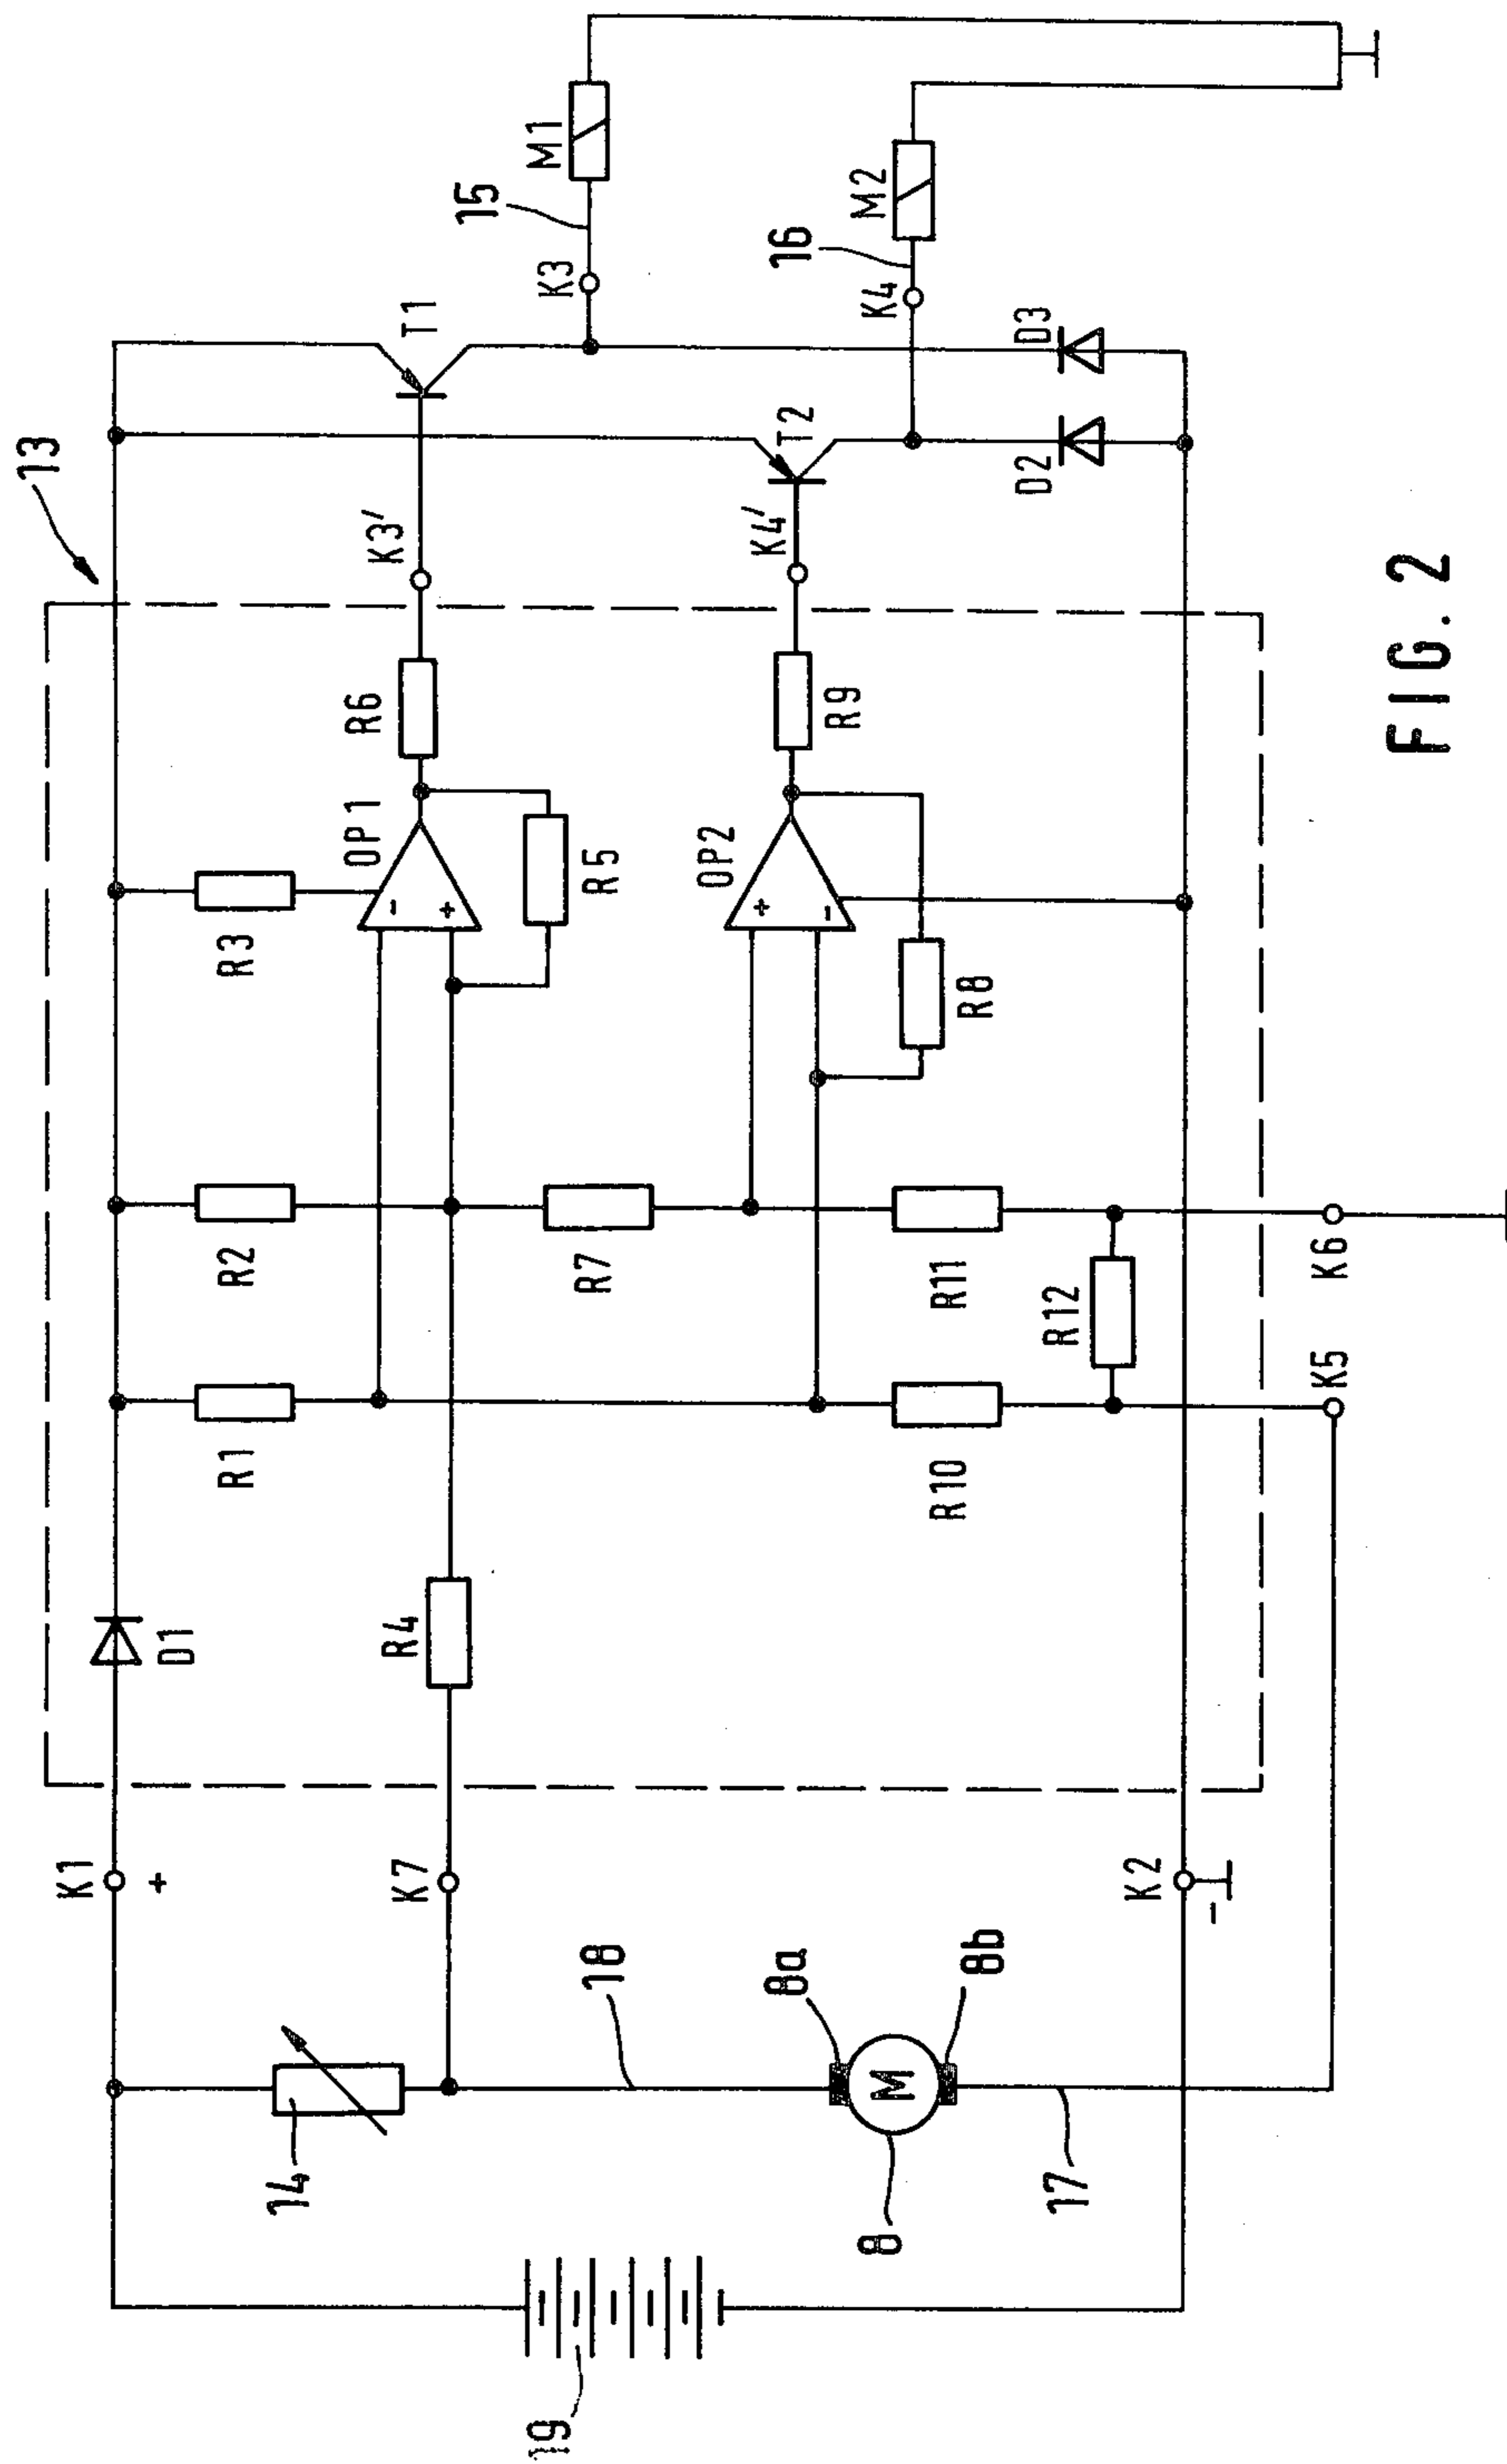 13
K1
+
D1
R1
R2
R3
OP1
-
+
R5
R6
K3'
T1
K3
15
M1
14
K7
R4
R7
OP2
+
-
R8
R9
K4'
T2
K4
16
M2
18
8a
M
8
8b
17
19
R10
R11
R12
D2
D3
K2
-
K5
K6
FIG. 2